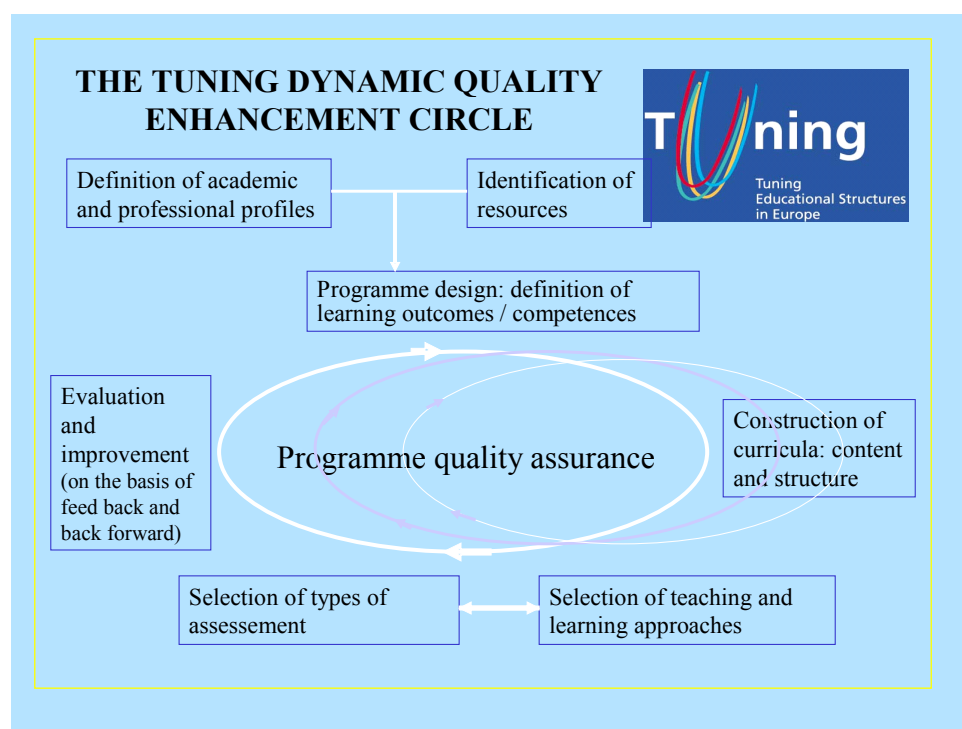 THE TUNING DYNAMIC QUALITY
ENHANCEMENT CIRCLE
Tuning
Tuning
Educational Structures
in Europe
Definition of academic
and professional profiles
Identification of
resources
Programme design: definition of
learning outcomes / competences
Evaluation
and
improvement
(on the basis of
feed back and
back forward)
Programme quality assurance
Construction of
curricula: content
and structure
Selection of types of
assessement
Selection of teaching and
learning approaches